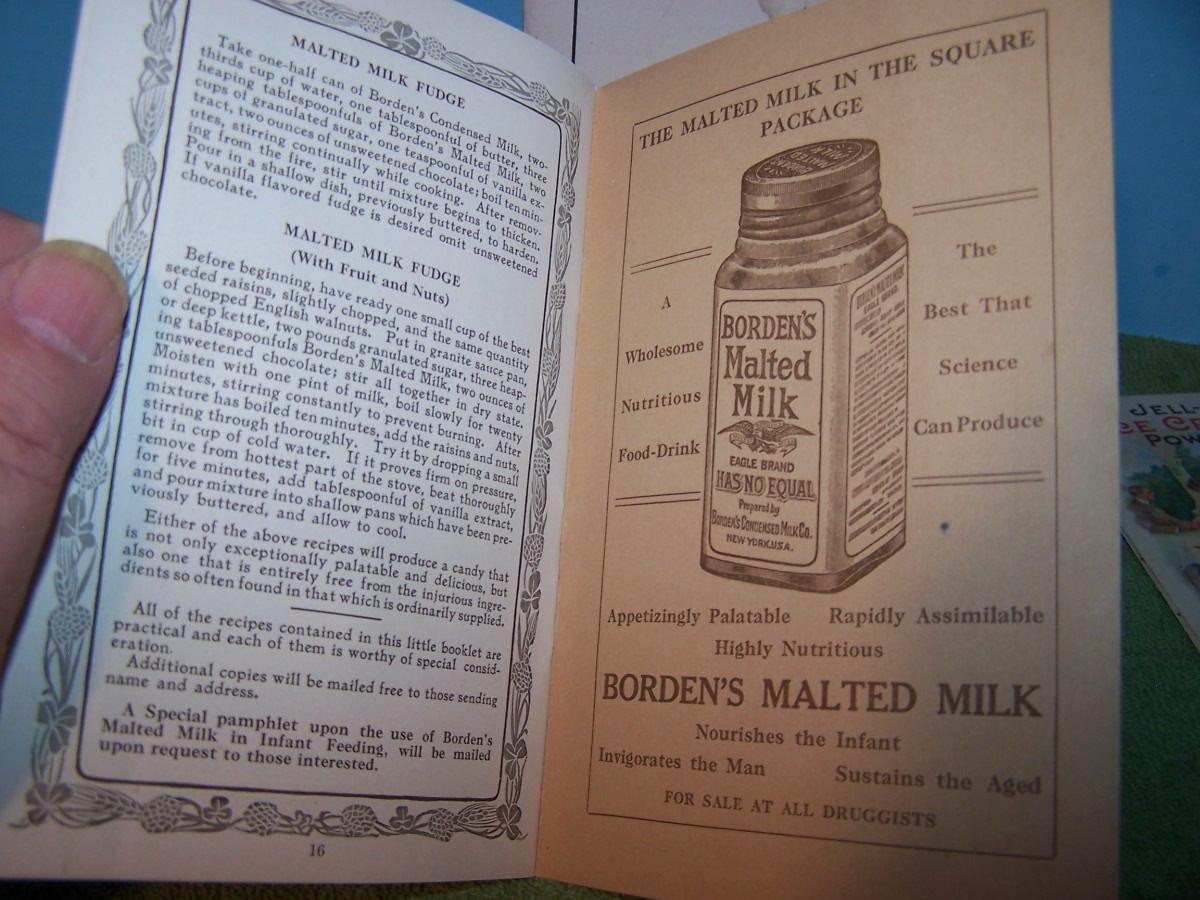 MALTED MILK FUDGE
Take one-half can of Borden's Condensed Milk, two-
thirds cup of water, one tablespoonful of butter, three
heaping tablespoonfuls of Borden's Malted Milk, two
cups of granulated sugar, one teaspoonful of vanilla ex-
tract, two ounces of unsweetened chocolate; boil ten min-
utes, stirring continually while cooking. After remov-
ing from the fire, stir until mixture begins to thicken.
Pour in a shallow dish, previously buttered, to harden.
If vanilla flavored fudge is desired omit unsweetened
chocolate.
MALTED MILK FUDGE
(With Fruit and Nuts)
Before beginning, have ready one small cup of the best
seeded raisins, slightly chopped, and the same quantity
of chopped English walnuts. Put in granite sauce pan,
or deep kettle, two pounds granulated sugar, three heap-
ing tablespoonfuls Borden's Malted Milk, two ounces of
unsweetened chocolate; stir all together in dry state.
Moisten with one pint of milk, boil slowly for twenty
minutes, stirring constantly to prevent burning. After
mixture has boiled ten minutes, add the raisins and nuts,
stirring through thoroughly. Try it by dropping a small
bit in cup of cold water. If it proves firm on pressure,
remove from hottest part of the stove, beat thoroughly
for five minutes, add tablespoonful of vanilla extract,
and pour mixture into shallow pans which have been pre-
viously buttered, and allow to cool.
Either of the above recipes will produce a candy that
is not only exceptionally palatable and delicious, but
also one that is entirely free from the injurious ingre-
dients so often found in that which is ordinarily supplied.
All of the recipes contained in this little booklet are
practical and each of them is worthy of special consid-
eration.
Additional copies will be mailed free to those sending
name and address.
A Special pamphlet upon the use of Borden's
Malted Milk in Infant Feeding, will be mailed
upon request to those interested.
16
THE MALTED MILK IN THE SQUARE
PACKAGE
A
Wholesome
Nutritious
Food-Drink
BORDEN'S
Malted
Milk
EAGLE BRAND
HAS NO EQUAL
Prepared by
BORDEN'S CONDENSED MILK CO.
NEW YORK.U.S.A.
The
Best That
Science
Can Produce
Appetizingly Palatable Rapidly Assimilable
Highly Nutritious
BORDEN'S MALTED MILK
Nourishes the Infant
Invigorates the Man Sustains the Aged
FOR SALE AT ALL DRUGGISTS
JELL